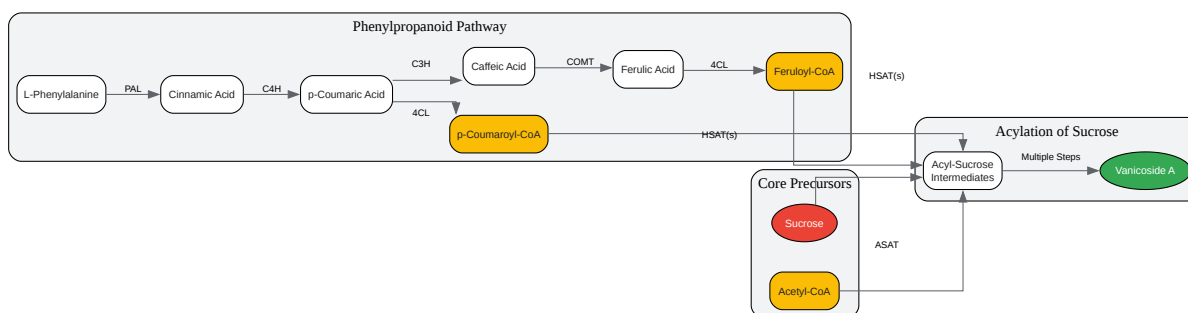 Phenylpropanoid Pathway
L-Phenylalanine
PAL
Cinnamic Acid
C4H
p-Coumaric Acid
C3H
Caffeic Acid
COMT
Ferulic Acid
4CL
Feruloyl-CoA
HSAT(s)
4CL
p-Coumaroyl-CoA
HSAT(s)
Acylation of Sucrose
Acyl-Sucrose
Intermediates
Multiple Steps
Vanicoside A
Core Precursors
Sucrose
ASAT
Acetyl-CoA